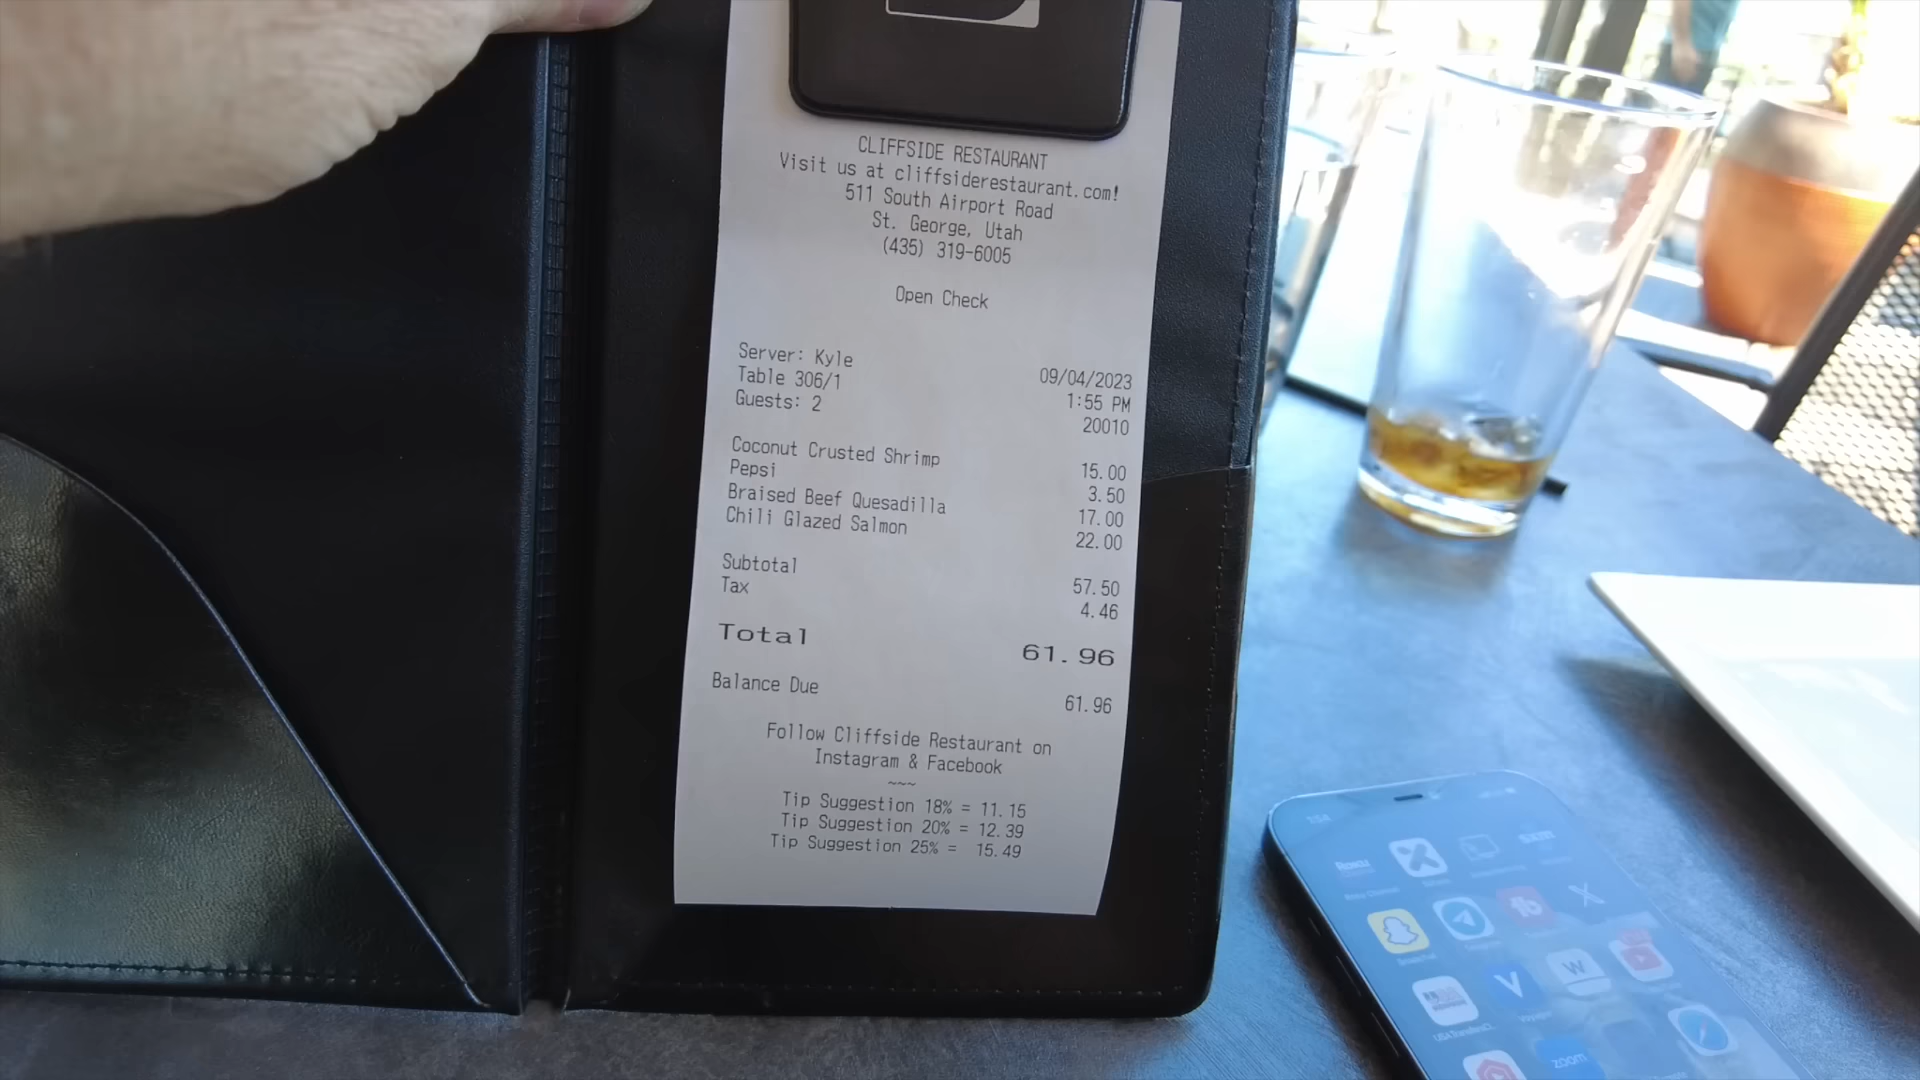 CLIFFSIDE RESTAURANT
Visit us at cliffsiderestaurant.com!
511 South Airport Road
St. George, Utah
(435) 319-6005
Open Check
Server: Kyle 09/04/2023
Table 306/1 1:55 PM
Guests: 2 20010
Coconut Crusted Shrimp 15.00
Pepsi 3.50
Braised Beef Quesadilla 17.00
Chili Glazed Salmon 22.00
Subtotal 57.50
Tax 4.46
Total 61.96
Balance Due 61.96
Follow Cliffside Restaurant on
Instagram & Facebook
~~~
Tip Suggestion 18% = 11.15
Tip Suggestion 20% = 12.39
Tip Suggestion 25% = 15.49
zoom